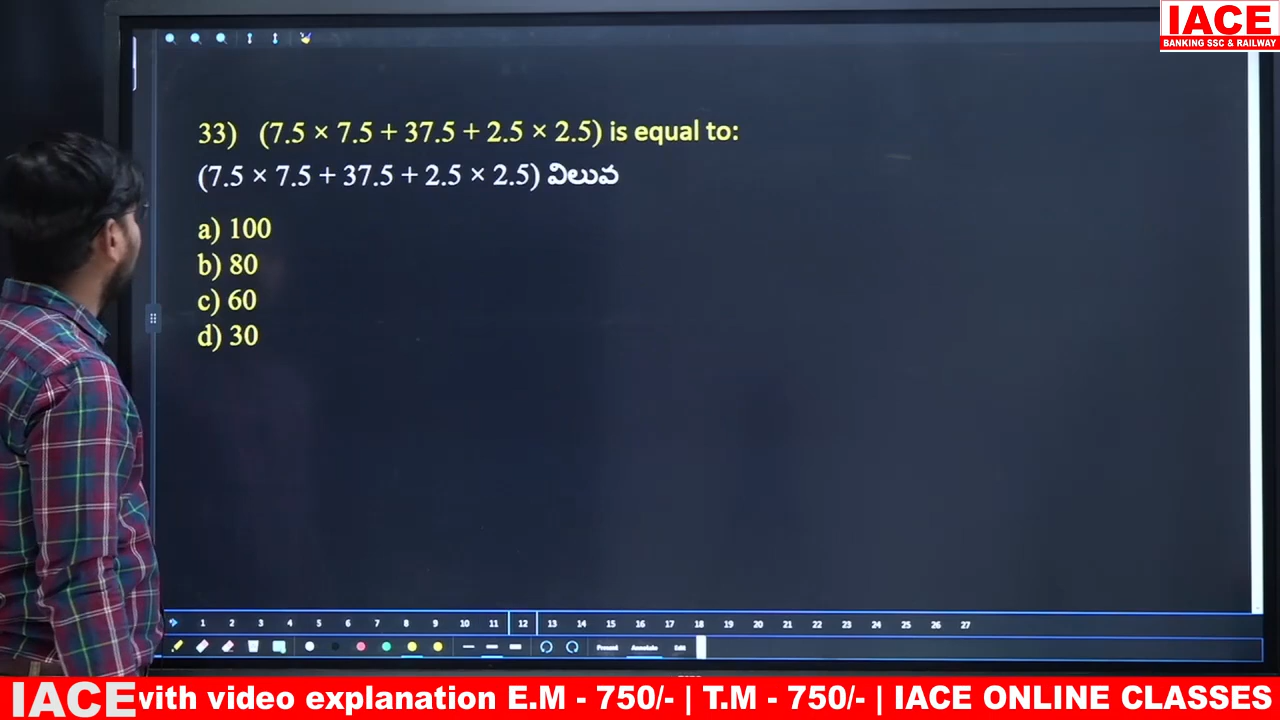 IACE
BANKING SSC & RAILWAY
33) (7.5 × 7.5 + 37.5 + 2.5 × 2.5) is equal to:
(7.5 × 7.5 + 37.5 + 2.5 × 2.5) విలువ
a) 100
b) 80
c) 60
d) 30
1 2 3 4 5 6 7 8 9 10 11 12 13 14 15 16 17 18 19 20 21 22 23 24 25 26 27
Present Annotate Edit
IACE vith video explanation E.M - 750/- | T.M - 750/- | IACE ONLINE CLASSES